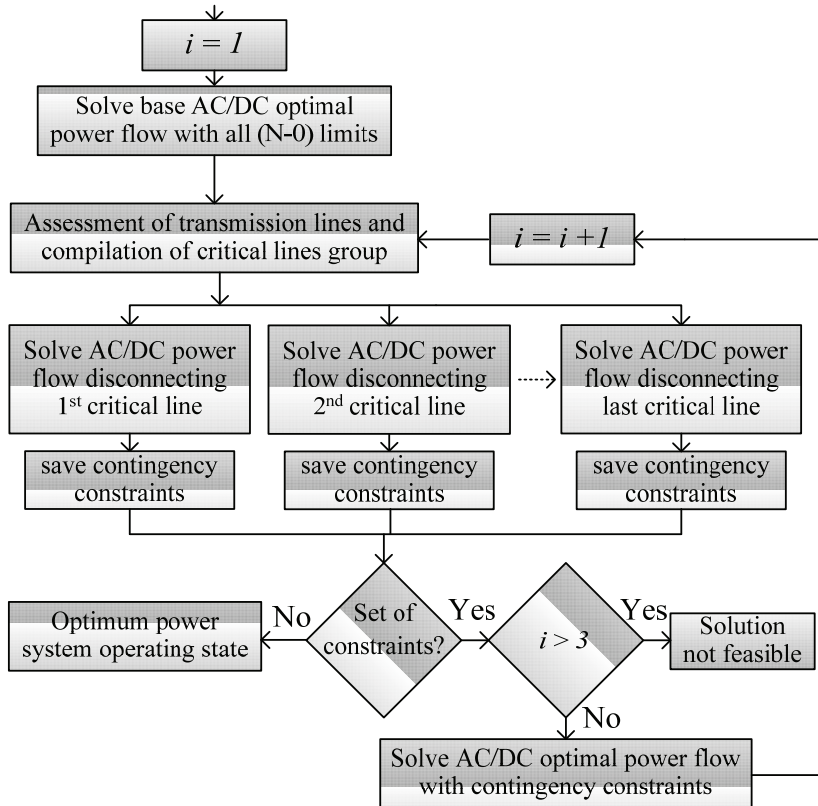 i = 1
Solve base AC/DC optimal
power flow with all (N-0) limits
Assessment of transmission lines and
compilation of critical lines group
i = i +1
Solve AC/DC power
flow disconnecting
1st critical line
Solve AC/DC power
flow disconnecting
2nd critical line
Solve AC/DC power
flow disconnecting
last critical line
save contingency
constraints
save contingency
constraints
save contingency
constraints
Optimum power
system operating state
No
Set of
constraints?
Yes
i > 3
Yes
Solution
not feasible
No
Solve AC/DC optimal power flow
with contingency constraints